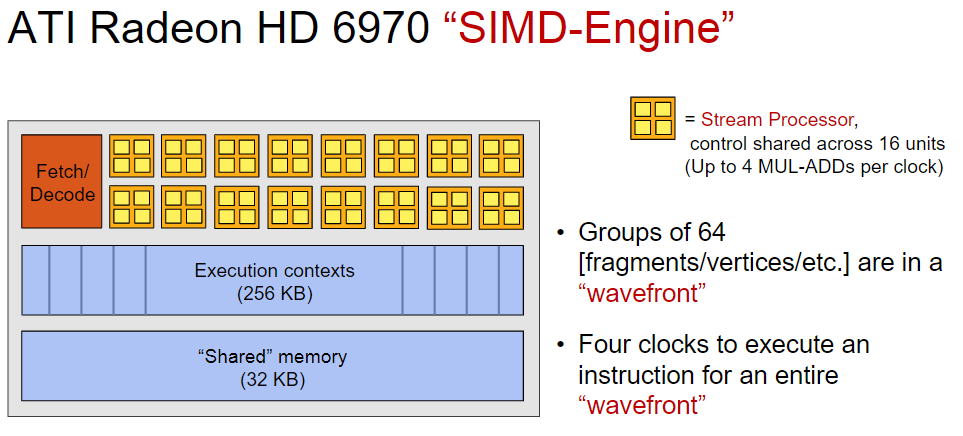 ATI Radeon HD 6970 “SIMD-Engine”
Fetch/
Decode
Execution contexts
(256 KB)
“Shared” memory
(32 KB)
= Stream Processor,
control shared across 16 units
(Up to 4 MUL-ADDs per clock)
• Groups of 64
[fragments/vertices/etc.] are in a
“wavefront”
• Four clocks to execute an
instruction for an entire
“wavefront”